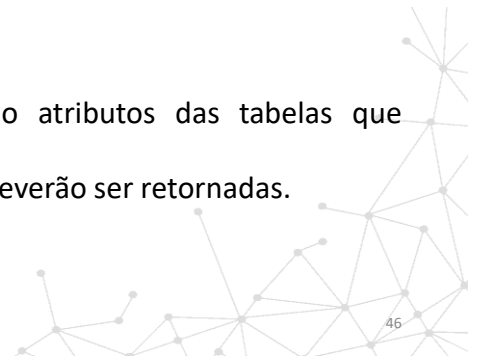 o atributos das tabelas que
everão ser retornadas.
46